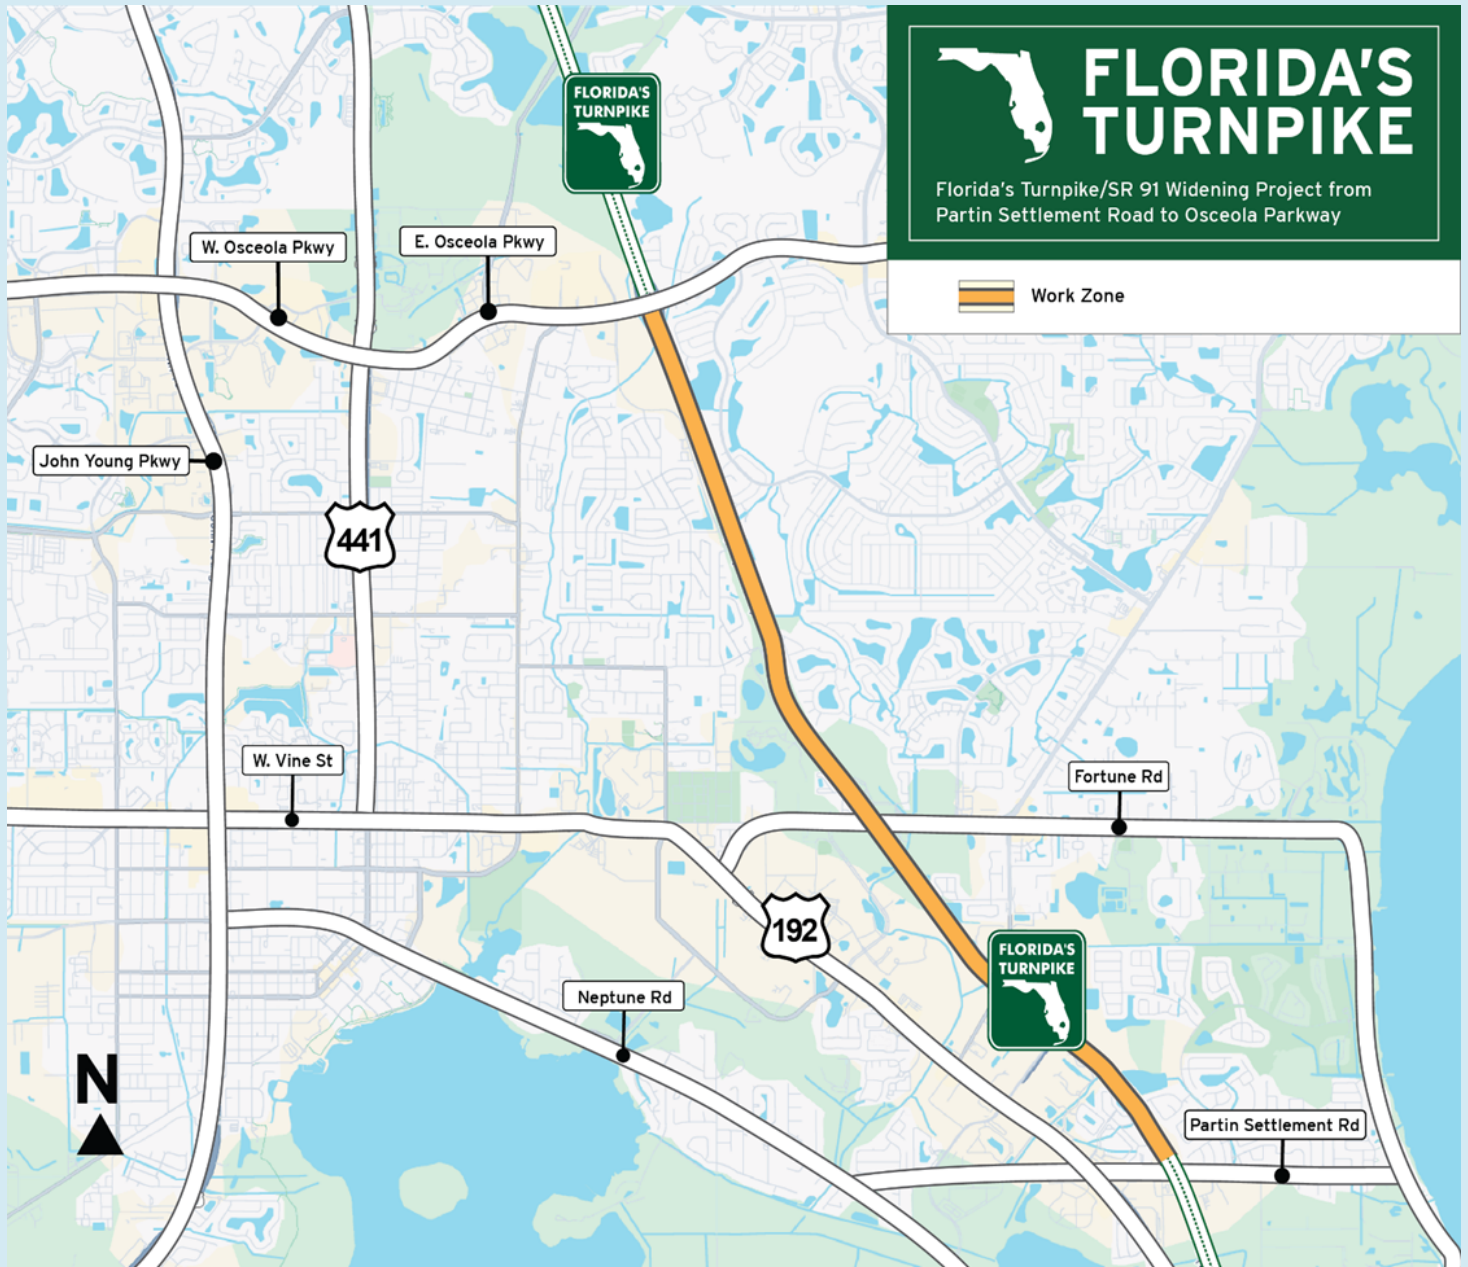 FLORIDA'S
TURNPIKE
Florida's Turnpike/SR 91 Widening Project from
Partin Settlement Road to Osceola Parkway
Work Zone
FLORIDA'S
TURNPIKE
W. Osceola Pkwy
E. Osceola Pkwy
John Young Pkwy
441
W. Vine St
Fortune Rd
192
FLORIDA'S
TURNPIKE
Neptune Rd
N
Partin Settlement Rd